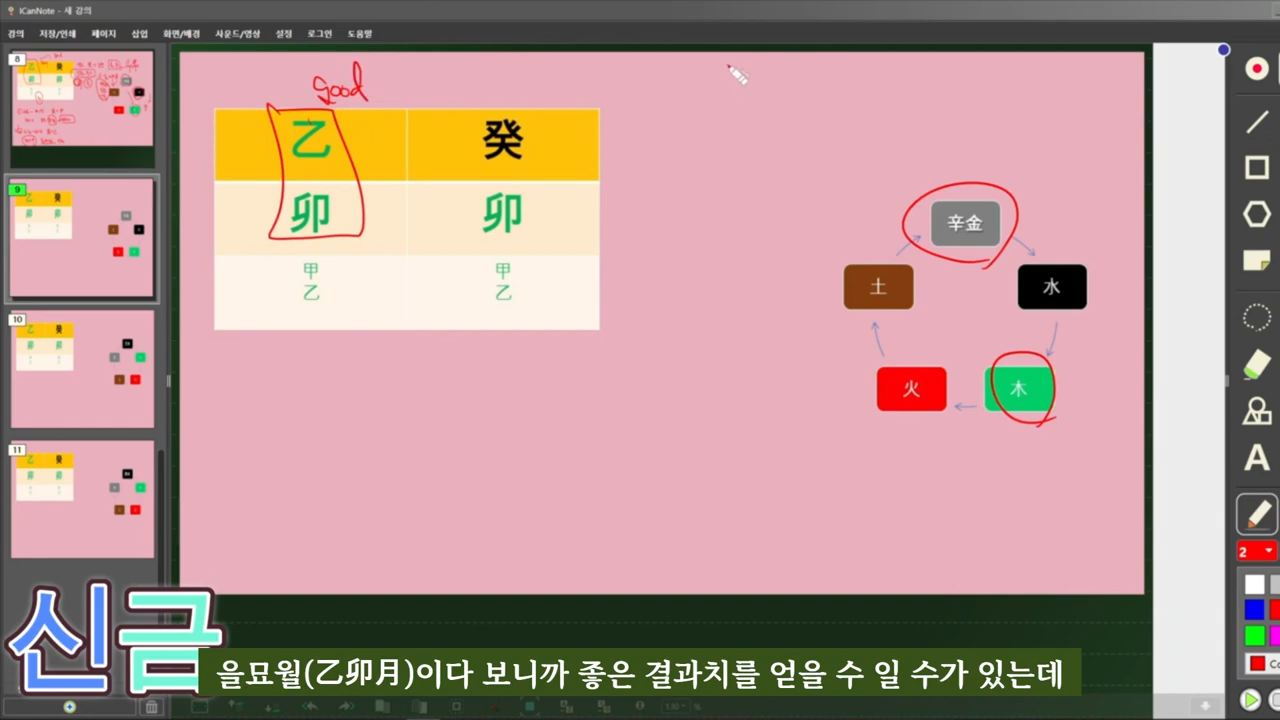 ICanNote - 새 강의
강의 저장/인쇄 페이지 삽입 화면/배경 사운드/영상 설정 로그인 도움말
8
9
10
11
good
乙 癸
卯 卯
甲 甲
乙 乙
辛金
土 水
火 木
A
2
신금
을묘월(乙卯月)이다 보니까 좋은 결과치를 얻을 수 일 수가 있는데